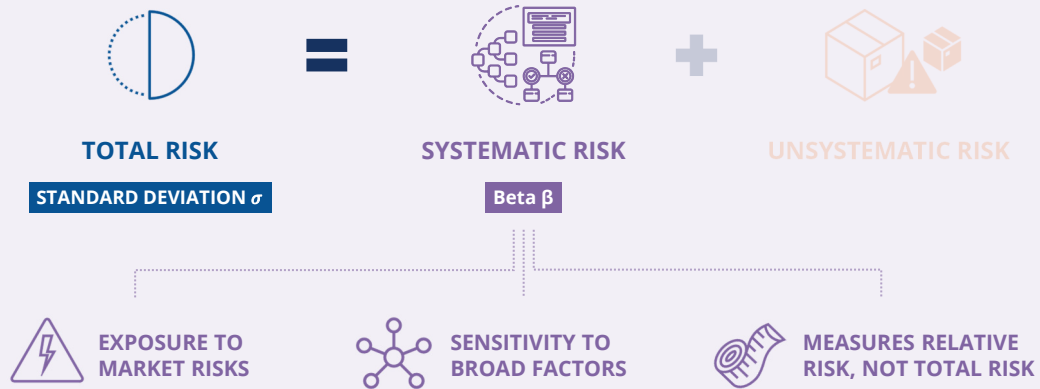 TOTAL RISK
SYSTEMATIC RISK
UNSYSTEMATIC RISK
STANDARD DEVIATION σ
Beta β
EXPOSURE TO
MARKET RISKS
SENSITIVITY TO
BROAD FACTORS
MEASURES RELATIVE
RISK, NOT TOTAL RISK